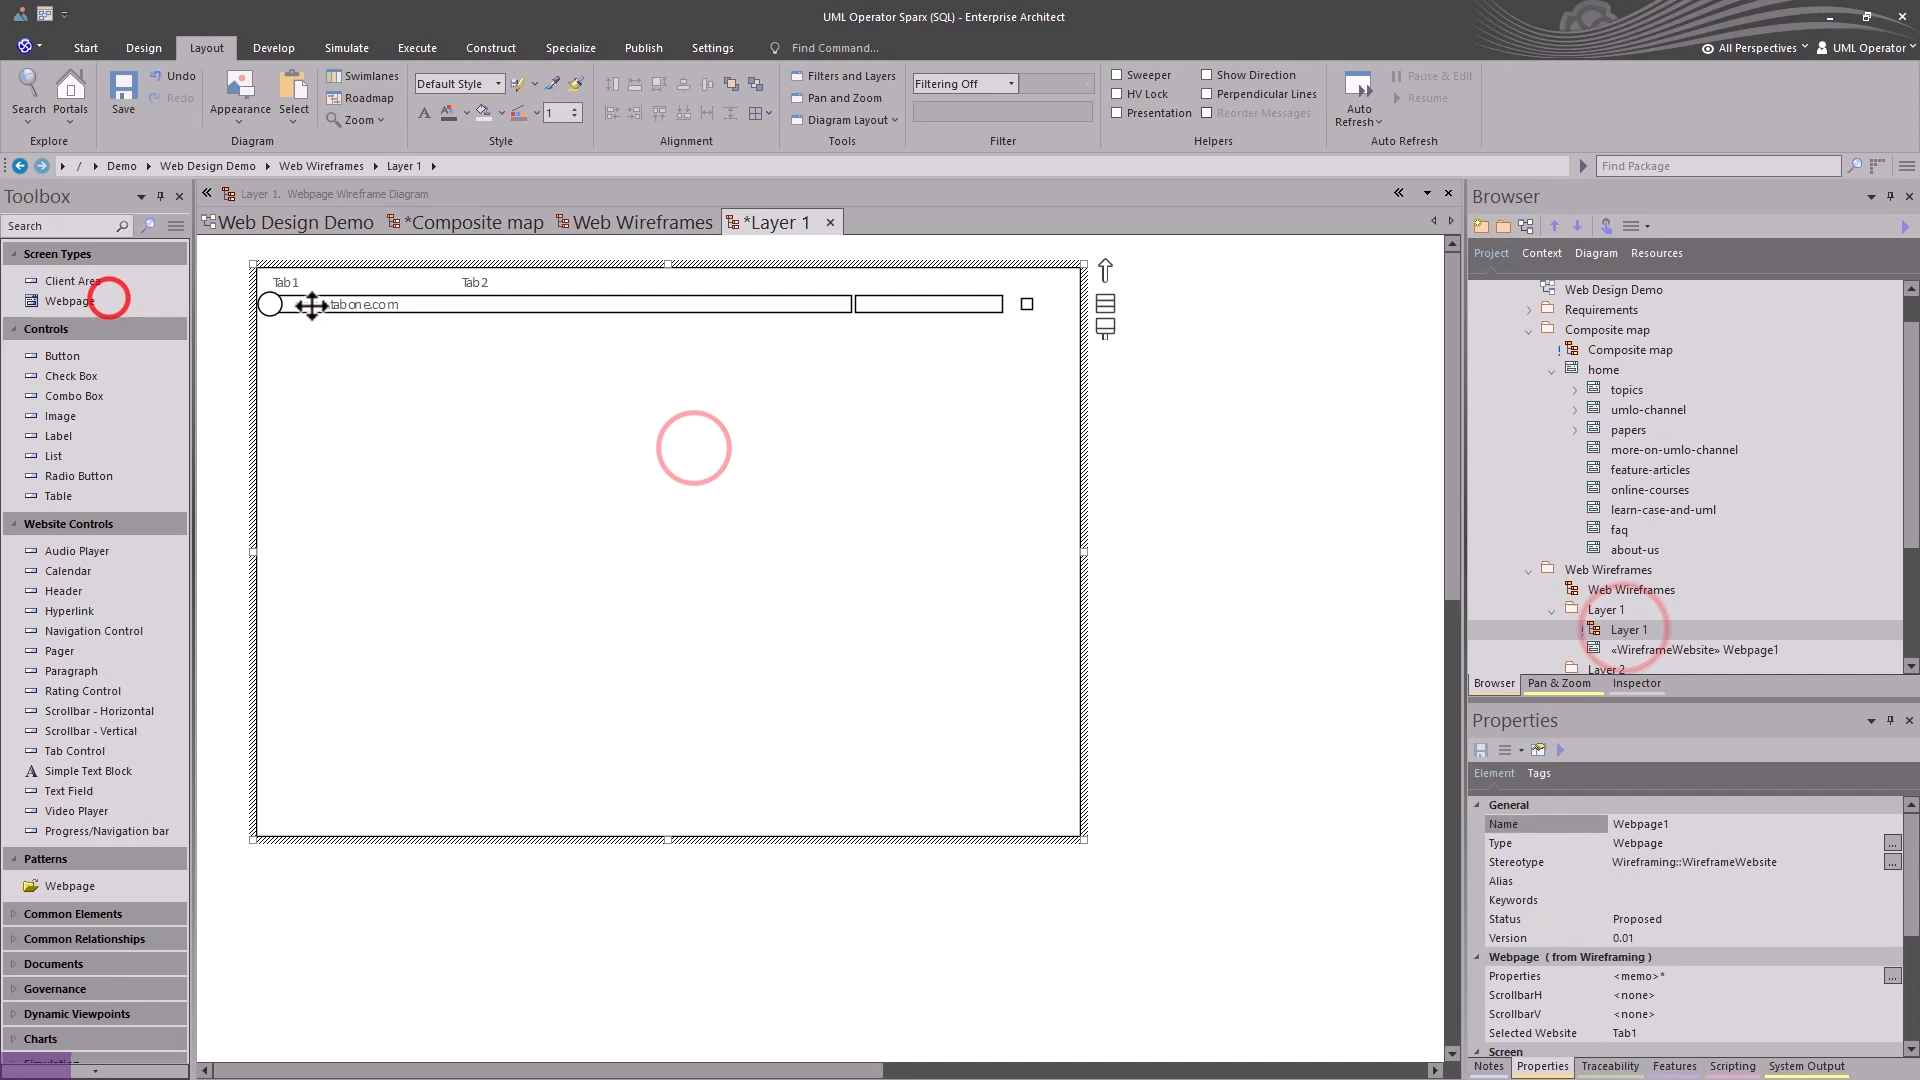 UML Operator Sparx (SQL) - Enterprise Architect
Start Design Layout Develop Simulate Execute Construct Specialize Publish Settings Find Command... All Perspectives UML Operator
Search Portals Save Undo Redo Appearance Select Swimlanes Roadmap Zoom
Default Style 1
Filters and Layers Pan and Zoom Diagram Layout
Filtering Off
Sweeper HV Lock Presentation Show Direction Perpendicular Lines Reorder Messages
Auto Refresh Pause & Edit Resume
Explore Diagram Style Alignment Tools Filter Helpers Auto Refresh
/ Demo Web Design Demo Web Wireframes Layer 1 Find Package
Toolbox
Search
Screen Types
Client Area
Webpage
Controls
Button
Check Box
Combo Box
Image
Label
List
Radio Button
Table
Website Controls
Audio Player
Calendar
Header
Hyperlink
Navigation Control
Pager
Paragraph
Rating Control
Scrollbar - Horizontal
Scrollbar - Vertical
Tab Control
A Simple Text Block
Text Field
Video Player
Progress/Navigation bar
Patterns
Webpage
Common Elements
Common Relationships
Documents
Governance
Dynamic Viewpoints
Charts
Layer 1. Webpage Wireframe Diagram
Web Design Demo *Composite map Web Wireframes *Layer 1
Tab1 Tab2
tabone.com
Browser
Project Context Diagram Resources
Web Design Demo
Requirements
Composite map
Composite map
home
topics
umlo-channel
papers
more-on-umlo-channel
feature-articles
online-courses
learn-case-and-uml
faq
about-us
Web Wireframes
Web Wireframes
Layer 1
Layer 1
«WireframeWebsite» Webpage1
Layer 2
Browser Pan & Zoom Inspector
Properties
Element Tags
General
Name Webpage1
Type Webpage
Stereotype Wireframing::WireframeWebsite
Alias
Keywords
Status Proposed
Version 0.01
Webpage ( from Wireframing )
Properties <memo>*
ScrollbarH <none>
ScrollbarV <none>
Selected Website Tab1
Screen
Notes Properties Traceability Features Scripting System Output